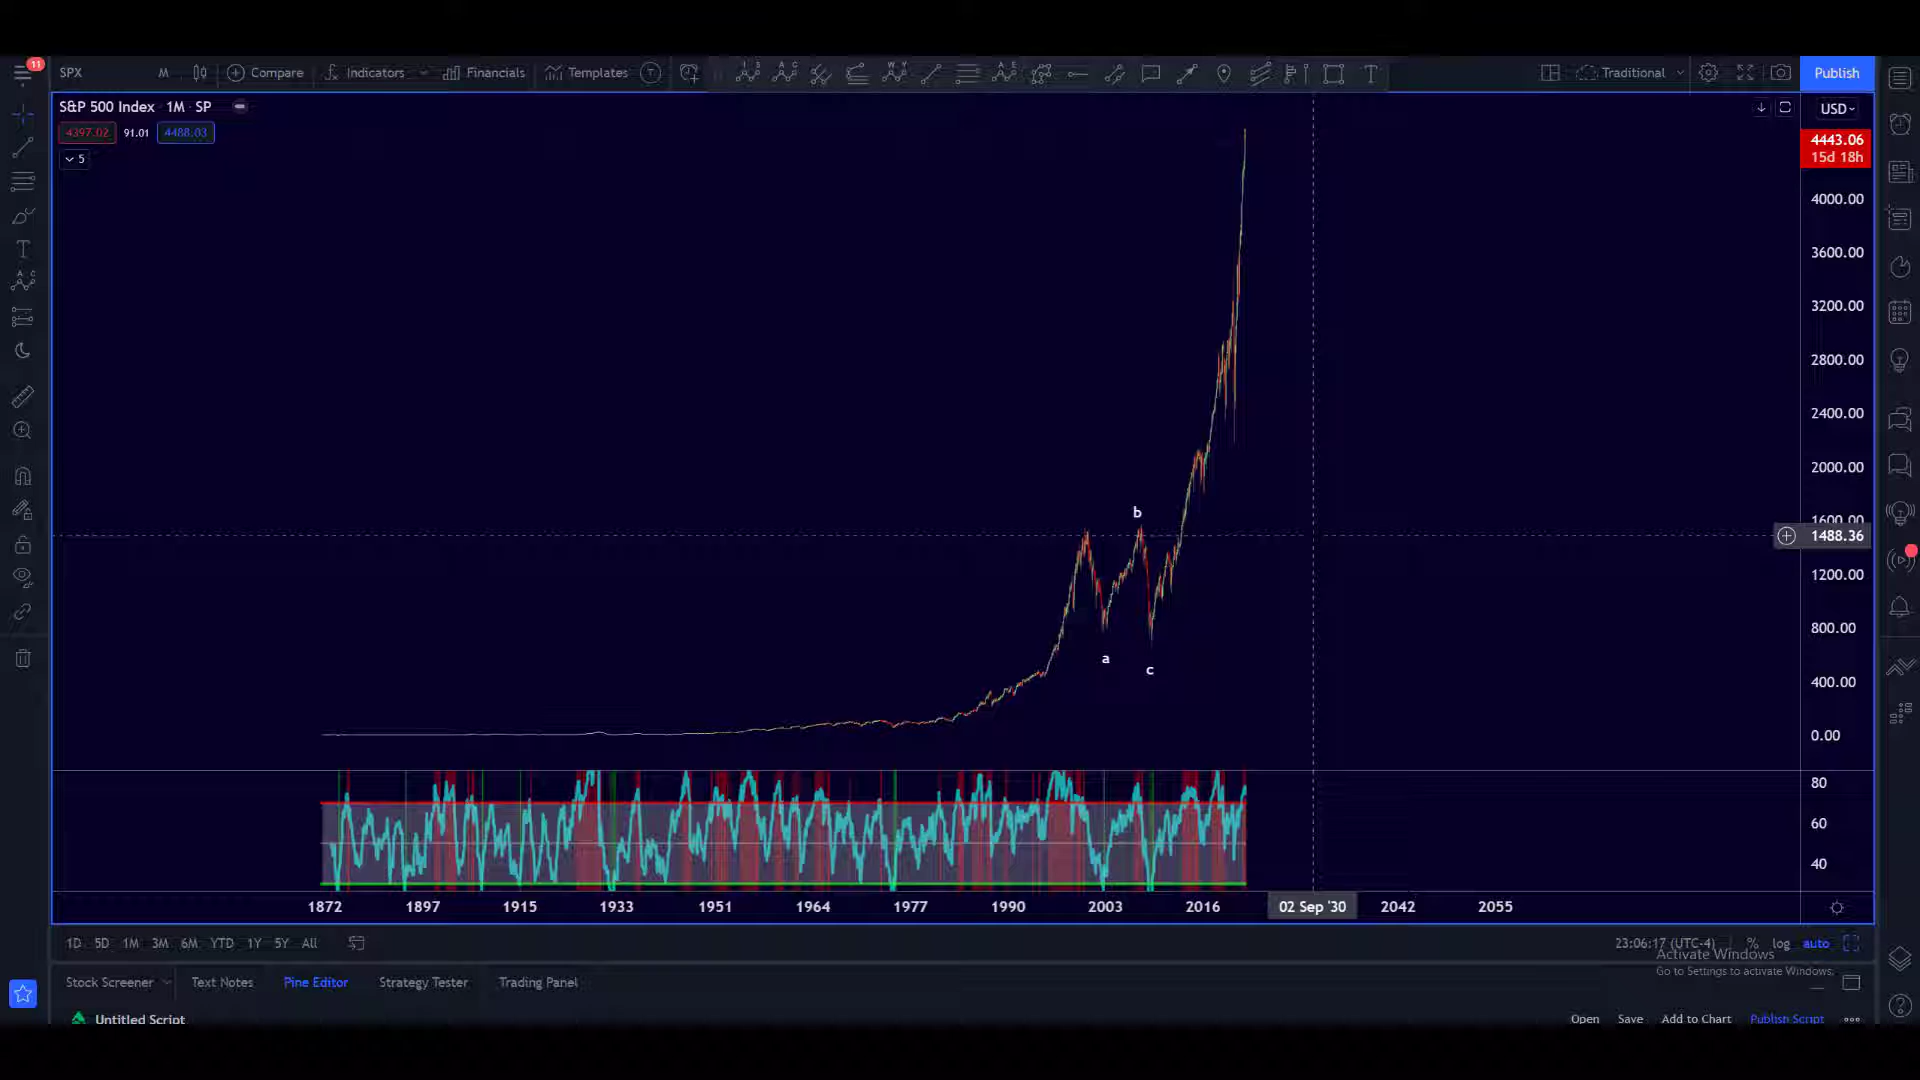 11
SPX M Compare Indicators Financials Templates Traditional Publish
S&P 500 Index · 1M · SP
4397.02 91.01 4488.03
5
USD
4443.06
15d 18h
4000.00
3600.00
3200.00
2800.00
2400.00
2000.00
1600.00
1488.36
1200.00
800.00
400.00
0.00
b
a
c
80
60
40
1872 1897 1915 1933 1951 1964 1977 1990 2003 2016 02 Sep '30 2042 2055
1D 5D 1M 3M 6M YTD 1Y 5Y All 23:06:17 (UTC-4) % log auto
Activate Windows
Go to Settings to activate Windows.
Stock Screener Text Notes Pine Editor Strategy Tester Trading Panel
Untitled Script Open Save Add to Chart Publish Script